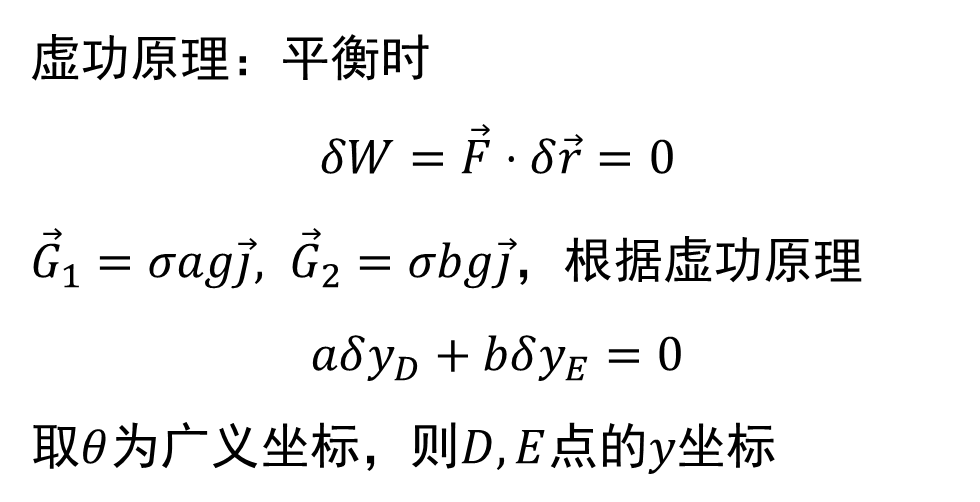 虚功原理：平衡时
𝛿𝑊 = 𝐹⃗ · 𝛿𝑟⃗ = 0
𝐺⃗₁ = 𝜎𝑎𝑔𝑗⃗, 𝐺⃗₂ = 𝜎𝑏𝑔𝑗⃗，根据虚功原理
𝑎𝛿𝑦_𝐷 + 𝑏𝛿𝑦_𝐸 = 0
取𝜃为广义坐标，则𝐷, 𝐸点的𝑦坐标